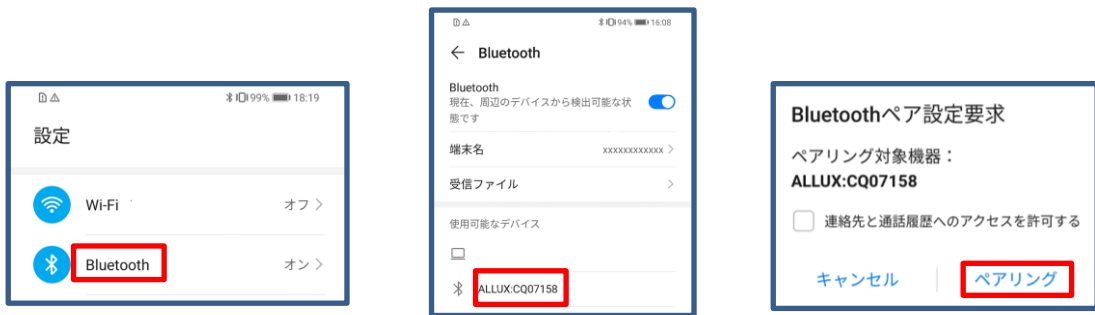 99% 18:19
設定
Wi-Fi
オフ
Bluetooth
オン
94% 16:08
Bluetooth
Bluetooth
現在、周辺のデバイスから検出可能な状
態です
端末名
xxxxxxxxxxxx
受信ファイル
使用可能なデバイス
ALLUX:CQ07158
Bluetoothペア設定要求
ペアリング対象機器：
ALLUX:CQ07158
連絡先と通話履歴へのアクセスを許可する
キャンセル
ペアリング